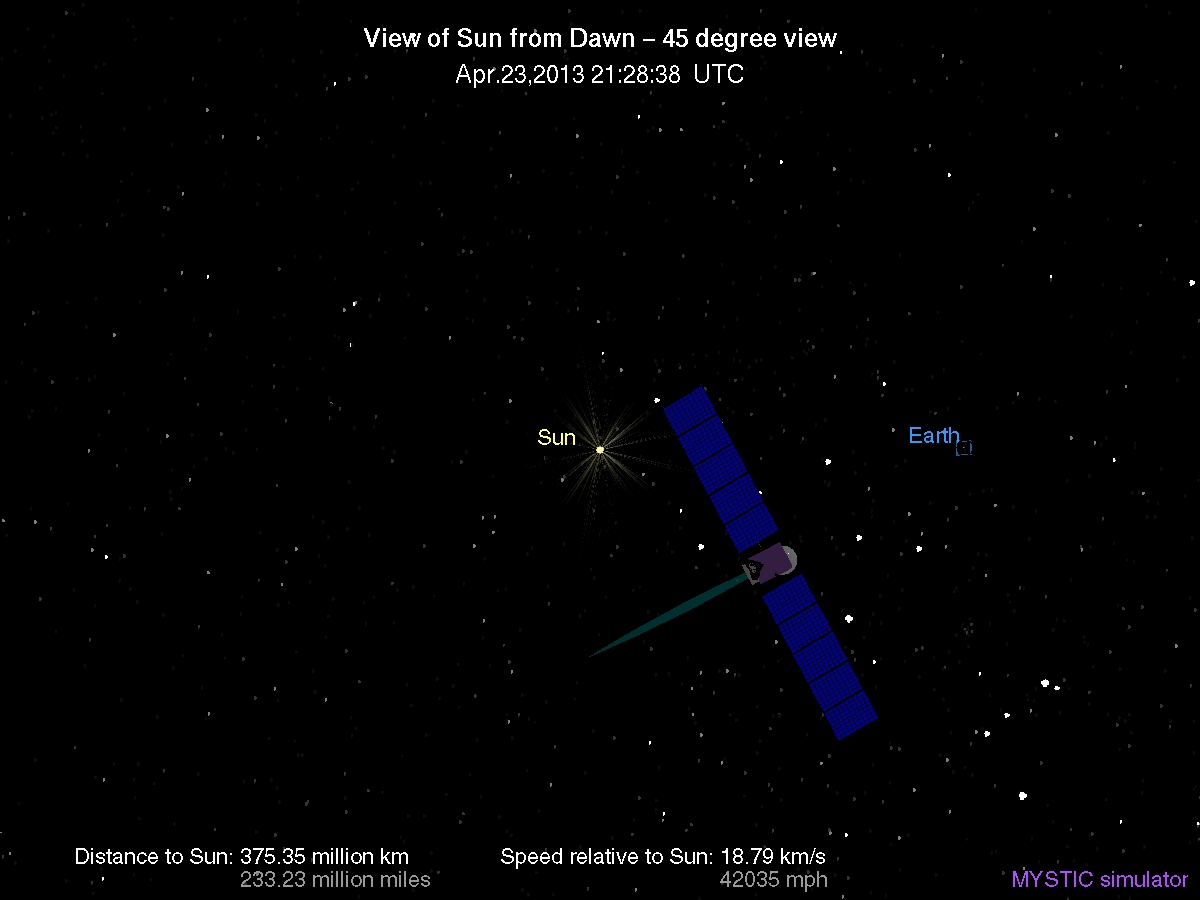 View of Sun from Dawn – 45 degree view
Apr.23,2013 21:28:38 UTC
Sun
Earth
Distance to Sun: 375.35 million km
233.23 million miles
Speed relative to Sun: 18.79 km/s
42035 mph
MYSTIC simulator